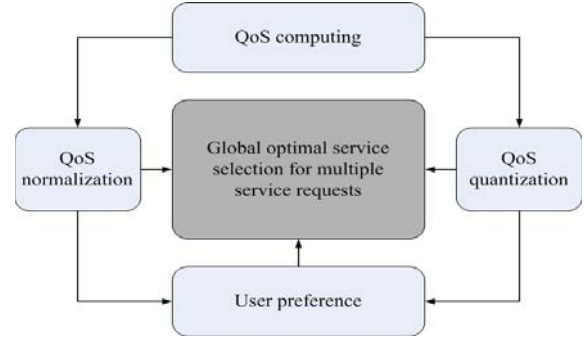 QoS computing
QoS
normalization
Global optimal service
selection for multiple
service requests
QoS
quantization
User preference